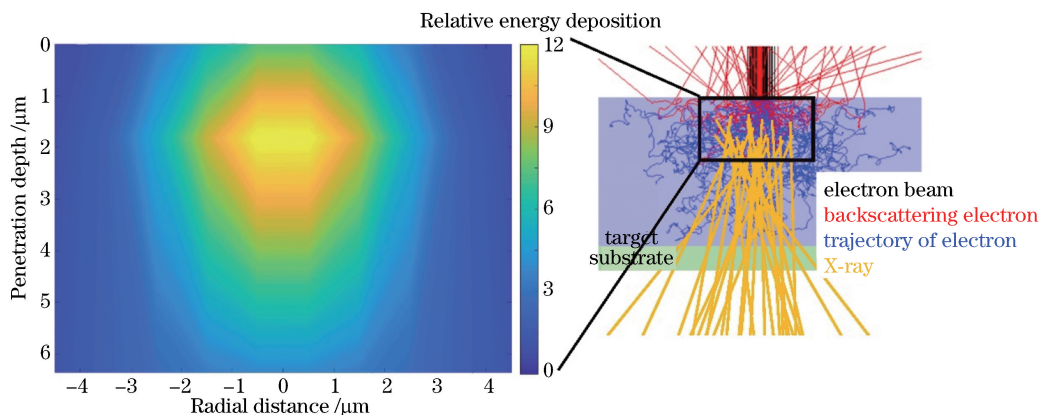 Relative energy deposition
Penetration depth /μm
0
1
2
3
4
5
6
−4
−3
−2
−1
0
1
2
3
4
Radial distance /μm
12
9
6
3
0
target
substrate
electron beam
backscattering electron
trajectory of electron
X-ray